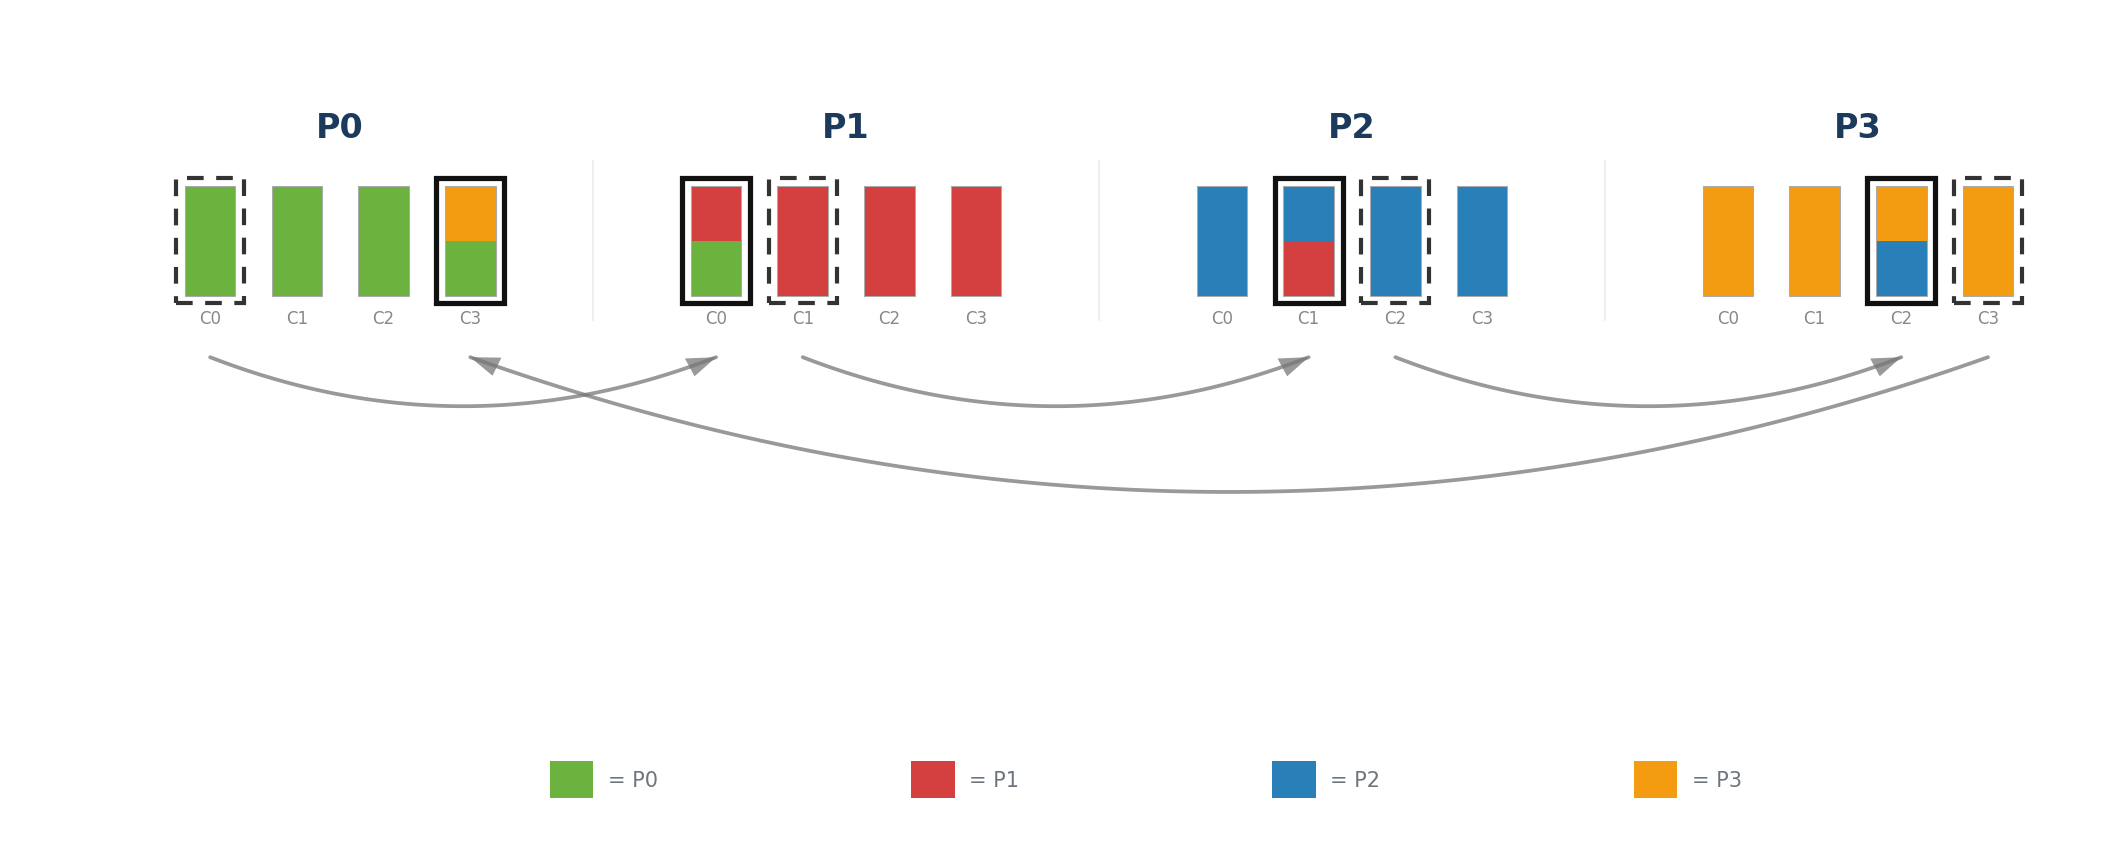 P0 P1 P2 P3
C0 C1 C2 C3 C0 C1 C2 C3 C0 C1 C2 C3 C0 C1 C2 C3
= P0 = P1 = P2 = P3